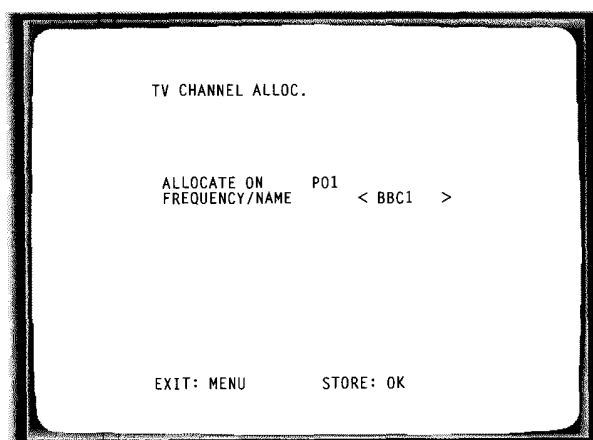 TV CHANNEL ALLOC.
ALLOCATE ON P01
FREQUENCY/NAME < BBC1 >
EXIT: MENU STORE: OK